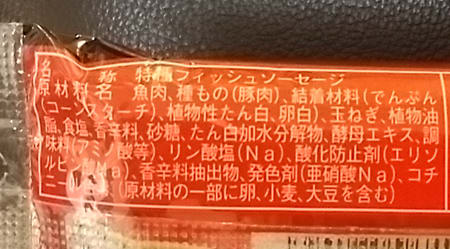 名 称 特種フィッシュソーセージ
原材料名 魚肉、種もの(豚肉)、結着材料(でんぷん
(コーンスターチ)、植物性たん白、卵白)、玉ねぎ、植物油
脂、食塩、香辛料、砂糖、たん白加水分解物、酵母エキス、調
味料(アミノ酸等)、リン酸塩(Na)、酸化防止剤(エリソ
ルビン酸Na)、香辛料抽出物、発色剤(亜硝酸Na)、コチ
ニール (原材料の一部に卵、小麦、大豆を含む)